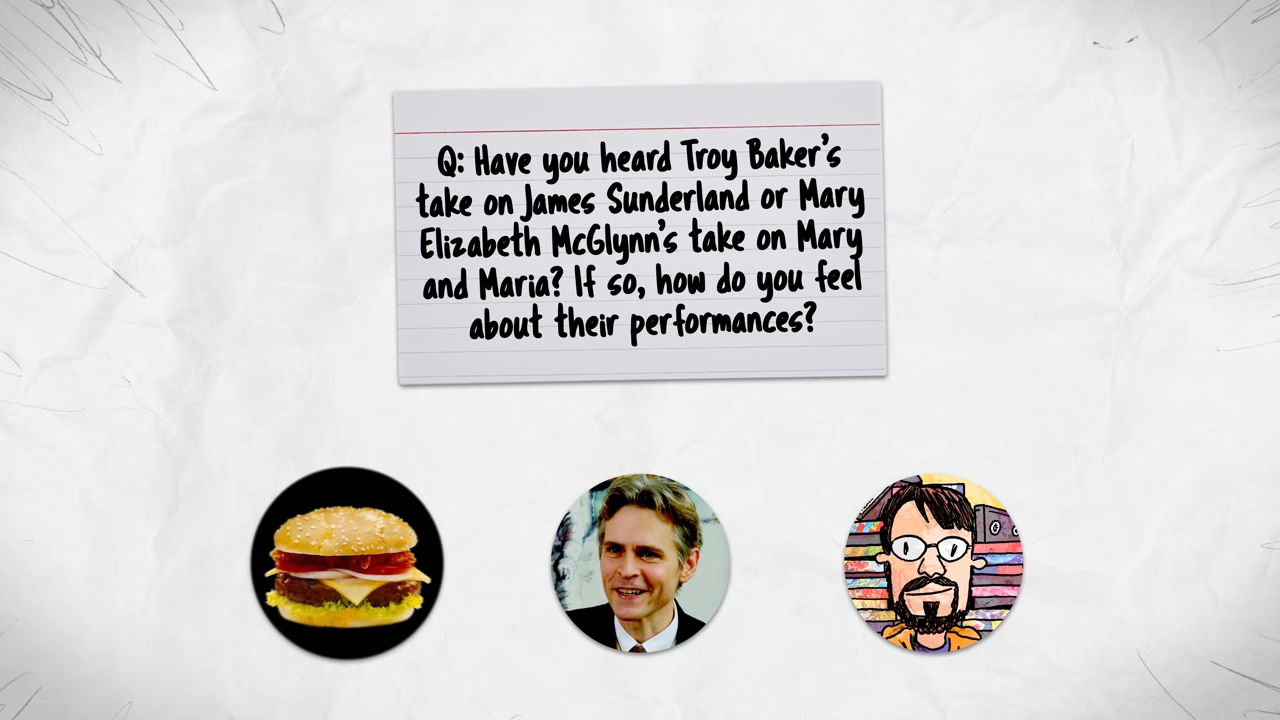 Q: Have you heard Troy Baker's
take on James Sunderland or Mary
Elizabeth McGlynn's take on Mary
and Maria? If so, how do you feel
about their performances?